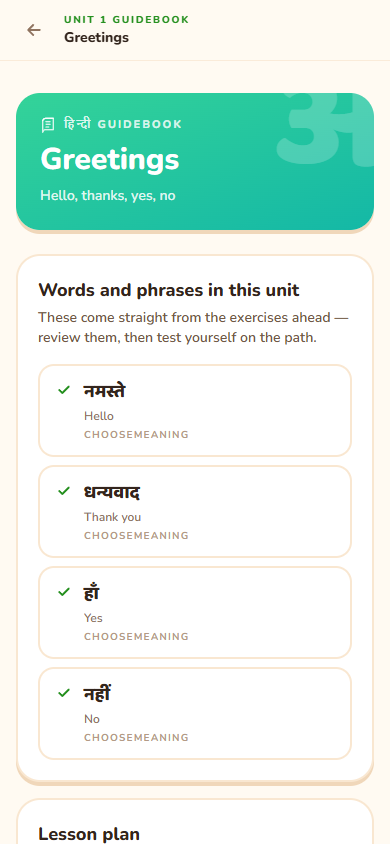 UNIT 1 GUIDEBOOK
Greetings
हिन्दी GUIDEBOOK
अ
Greetings
Hello, thanks, yes, no
Words and phrases in this unit
These come straight from the exercises ahead —
review them, then test yourself on the path.
नमस्ते
Hello
CHOOSEMEANING
धन्यवाद
Thank you
CHOOSEMEANING
हाँ
Yes
CHOOSEMEANING
नहीं
No
CHOOSEMEANING
Lesson plan